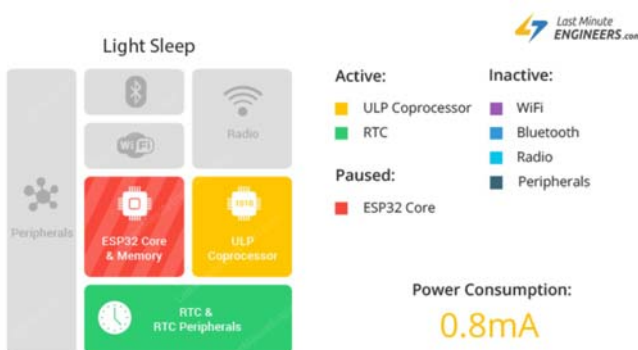 Last Minute
ENGINEERS.com
Light Sleep
WiFi
Radio
Peripherals
ESP32 Core
& Memory
ULP
Coprocessor
RTC &
RTC Peripherals
Active:
ULP Coprocessor
RTC
Paused:
ESP32 Core
Inactive:
WiFi
Bluetooth
Radio
Peripherals
Power Consumption:
0.8mA